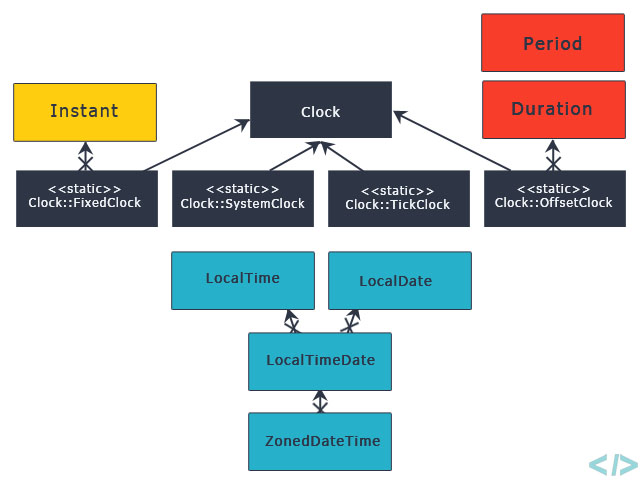 Period
Instant
Clock
Duration
<<static>>
Clock::FixedClock
<<static>>
Clock::SystemClock
<<static>>
Clock::TickClock
<<static>>
Clock::OffsetClock
LocalTime
LocalDate
LocalTimeDate
ZonedDateTime
</>